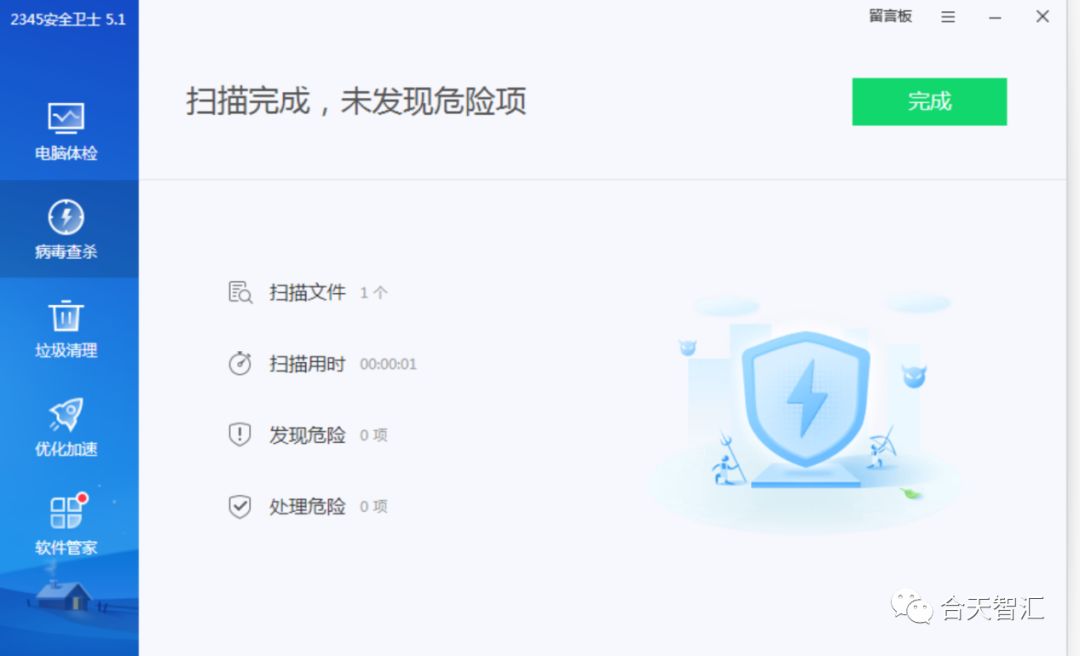 2345安全卫士 5.1
留言板
电脑体检
病毒查杀
垃圾清理
优化加速
软件管家
扫描完成，未发现危险项
完成
扫描文件 1 个
扫描用时 00:00:01
发现危险 0 项
处理危险 0 项
合天智汇